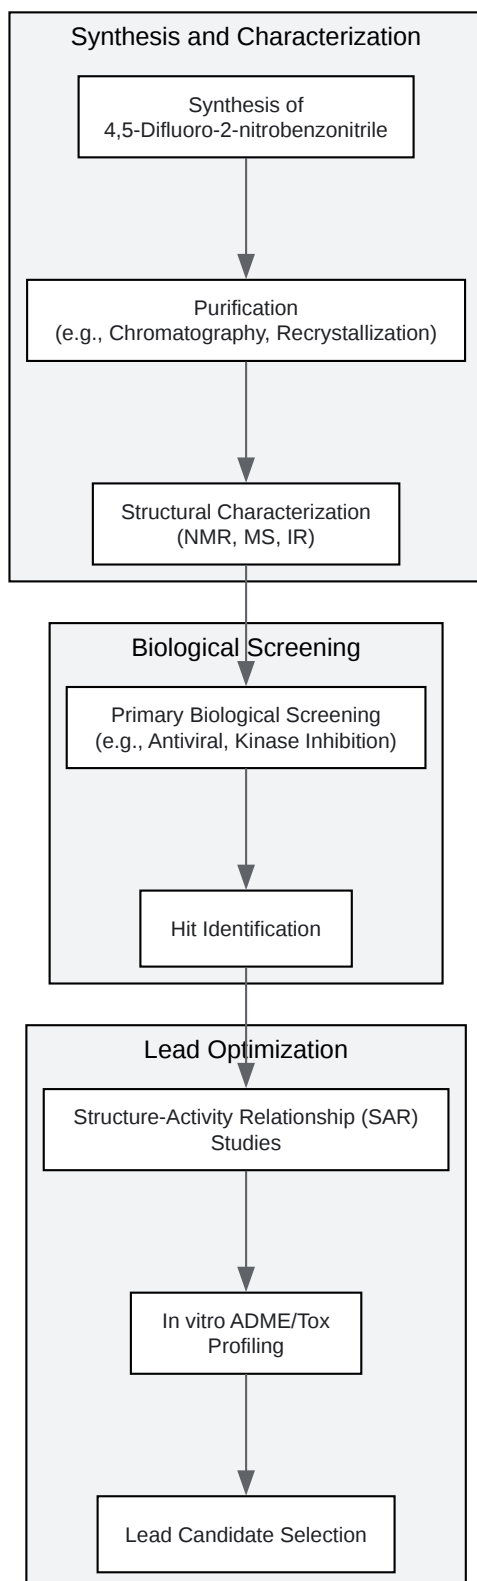 Synthesis and Characterization
Synthesis of
4,5-Difluoro-2-nitrobenzonitrile
Purification
(e.g., Chromatography, Recrystallization)
Structural Characterization
(NMR, MS, IR)
Biological Screening
Primary Biological Screening
(e.g., Antiviral, Kinase Inhibition)
Hit Identification
Lead Optimization
Structure-Activity Relationship (SAR)
Studies
In vitro ADME/Tox
Profiling
Lead Candidate Selection